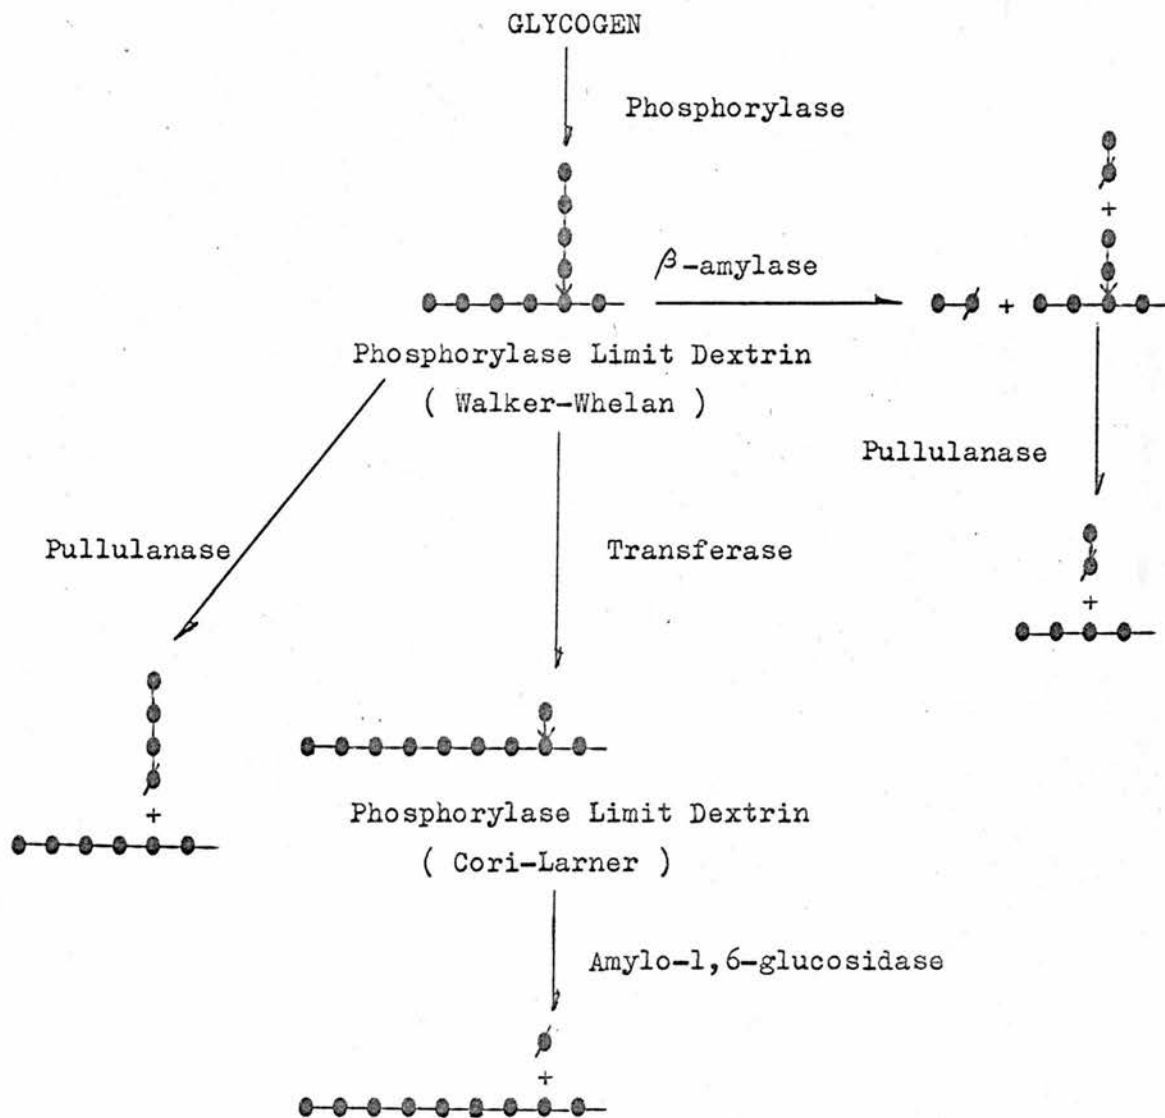 GLYCOGEN
Phosphorylase
+
β-amylase
+
Phosphorylase Limit Dextrin
( Walker-Whelan )
Pullulanase
Pullulanase
Transferase
+
+
Phosphorylase Limit Dextrin
( Cori-Larner )
Amylo-1,6-glucosidase
+